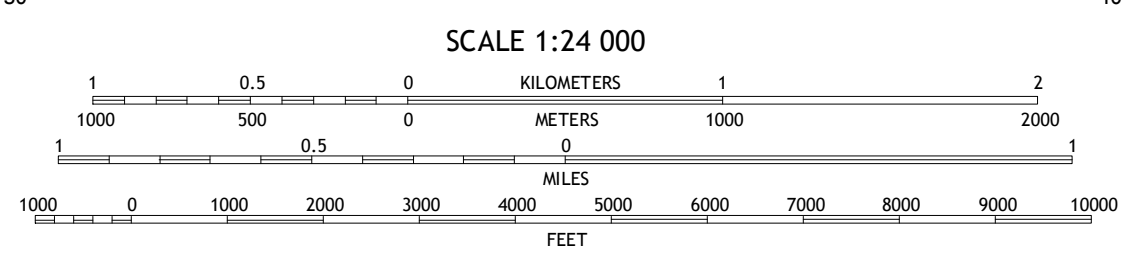 SCALE 1:24 000
1 0.5 0 KILOMETERS 1 2
1000 500 0 METERS 1000 2000
1 0.5 0 1
MILES
1000 0 1000 2000 3000 4000 5000 6000 7000 8000 9000 10000
FEET